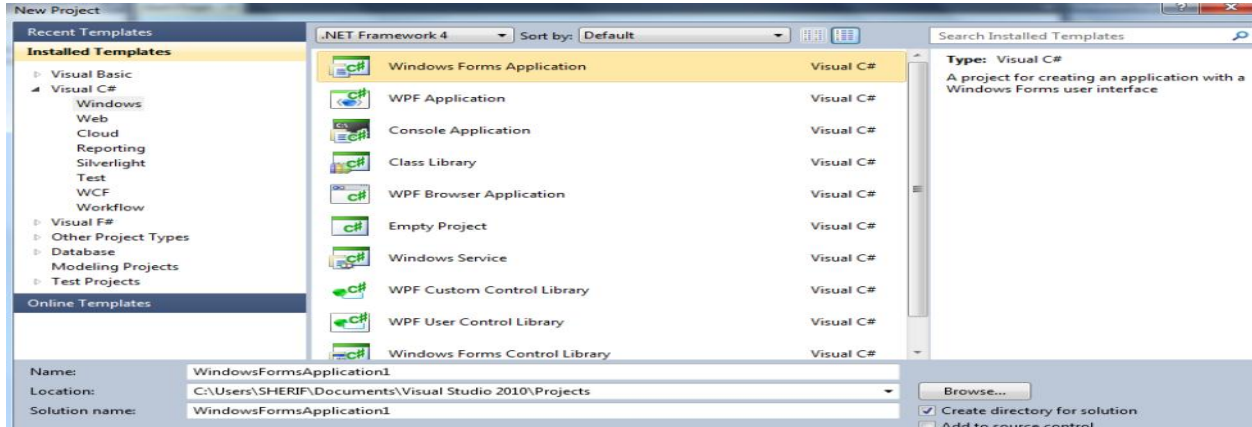 New Project
Recent Templates
Installed Templates
Visual Basic
Visual C#
Windows
Web
Cloud
Reporting
Silverlight
Test
WCF
Workflow
Visual F#
Other Project Types
Database
Modeling Projects
Test Projects
Online Templates
.NET Framework 4 Sort by: Default
Windows Forms Application Visual C#
WPF Application Visual C#
Console Application Visual C#
Class Library Visual C#
WPF Browser Application Visual C#
Empty Project Visual C#
Windows Service Visual C#
WPF Custom Control Library Visual C#
WPF User Control Library Visual C#
Windows Forms Control Library Visual C#
Search Installed Templates
Type: Visual C#
A project for creating an application with a
Windows Forms user interface
Name: WindowsFormsApplication1
Location: C:\Users\SHERIF\Documents\Visual Studio 2010\Projects
Solution name: WindowsFormsApplication1
Browse...
Create directory for solution
Add to source control